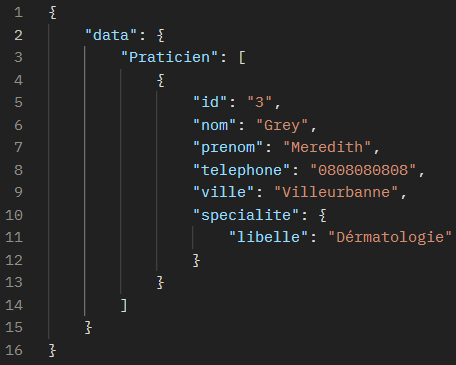 1 {
2 "data": {
3 "Praticien": [
4 {
5 "id": "3",
6 "nom": "Grey",
7 "prenom": "Meredith",
8 "telephone": "0808080808",
9 "ville": "Villeurbanne",
10 "specialite": {
11 "libelle": "Dérmatologie"
12 }
13 }
14 ]
15 }
16 }